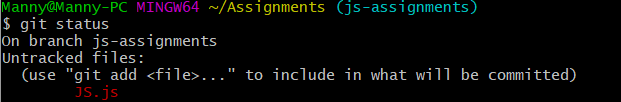 Manny@Manny-PC MINGW64 ~/Assignments (js-assignments)
$ git status
On branch js-assignments
Untracked files:
  (use "git add <file>..." to include in what will be committed)
        JS.js